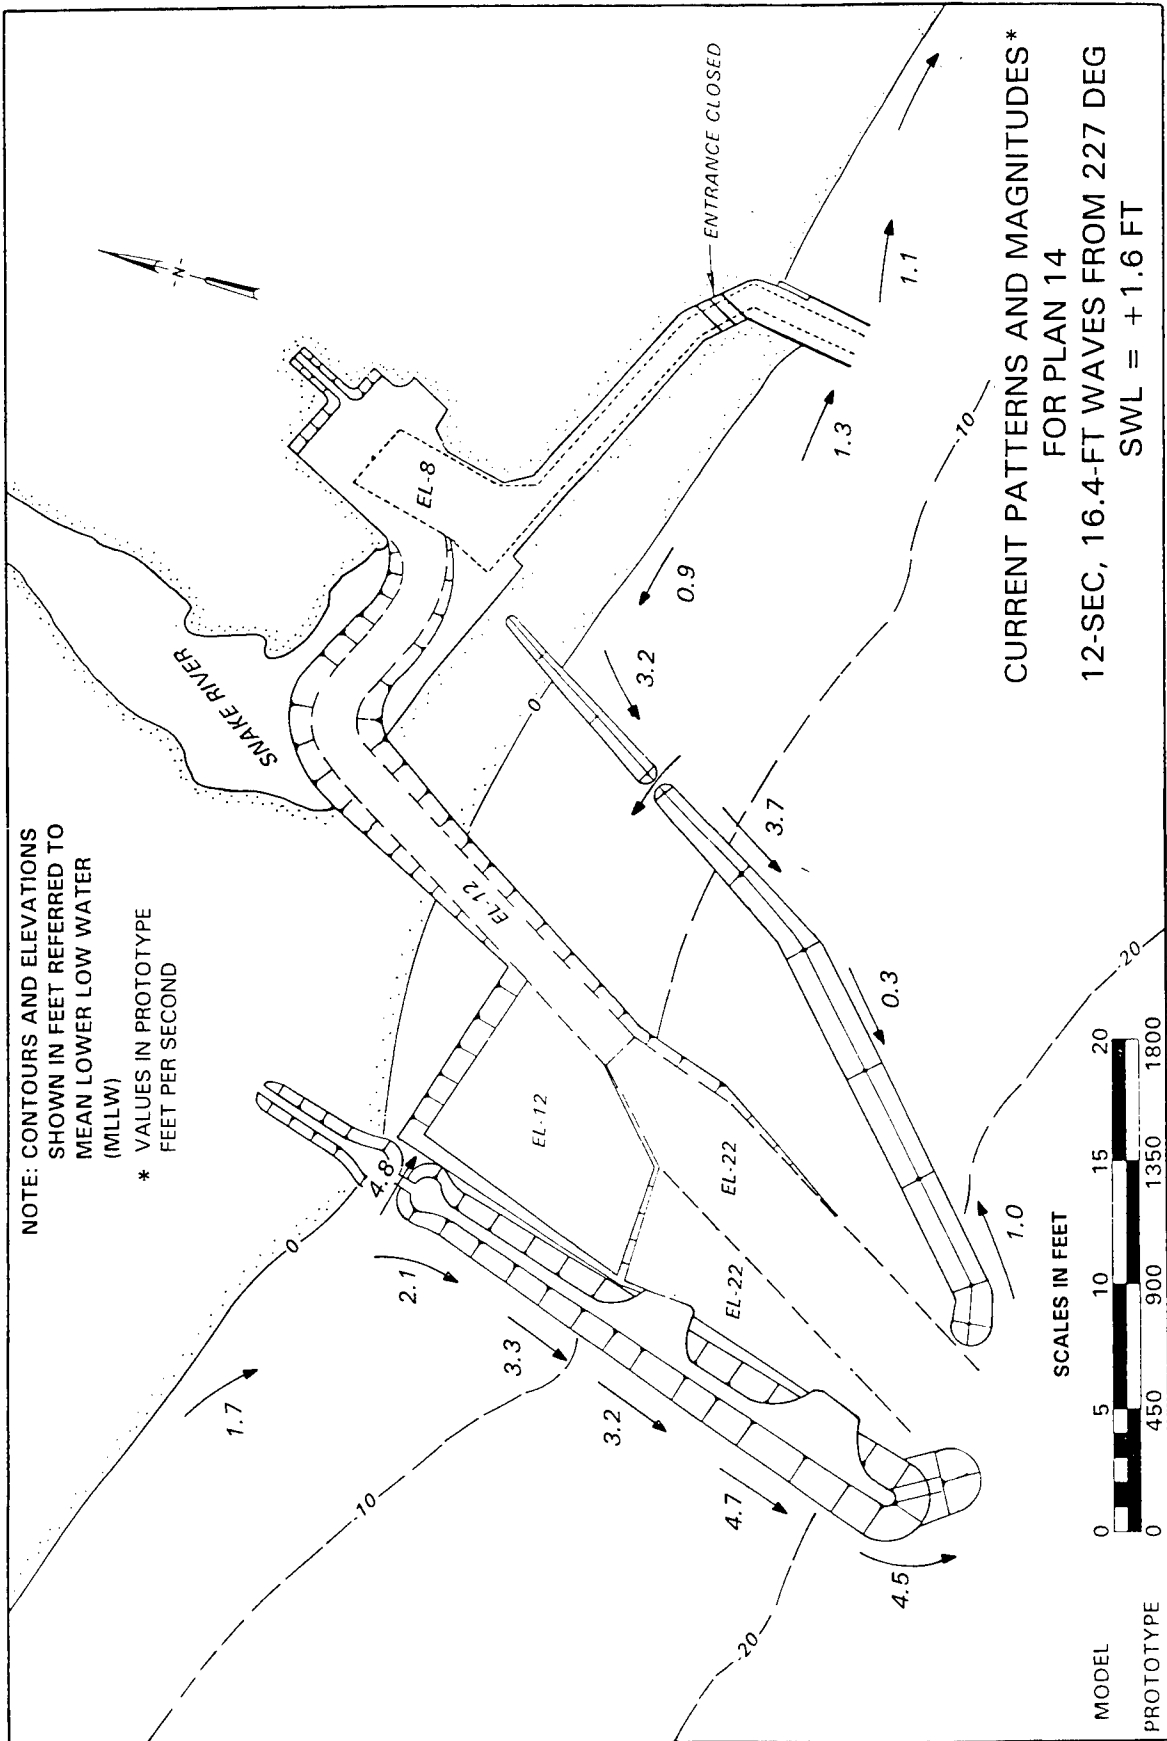 NOTE: CONTOURS AND ELEVATIONS
SHOWN IN FEET REFERRED TO
MEAN LOWER LOW WATER
(MLLW)
* VALUES IN PROTOTYPE
FEET PER SECOND
SNAKE RIVER
-N-
EL-8
ENTRANCE CLOSED
EL-12
EL-12
EL-22
EL-22
0
0
-10
-10
-20
-20
1.7
2.1
4.8
3.3
3.2
4.7
4.5
3.2
0.9
3.7
0.3
1.0
1.3
1.1
CURRENT PATTERNS AND MAGNITUDES*
FOR PLAN 14
12-SEC, 16.4-FT WAVES FROM 227 DEG
SWL = +1.6 FT
SCALES IN FEET
MODEL 0 5 10 15 20
PROTOTYPE 0 450 900 1350 1800